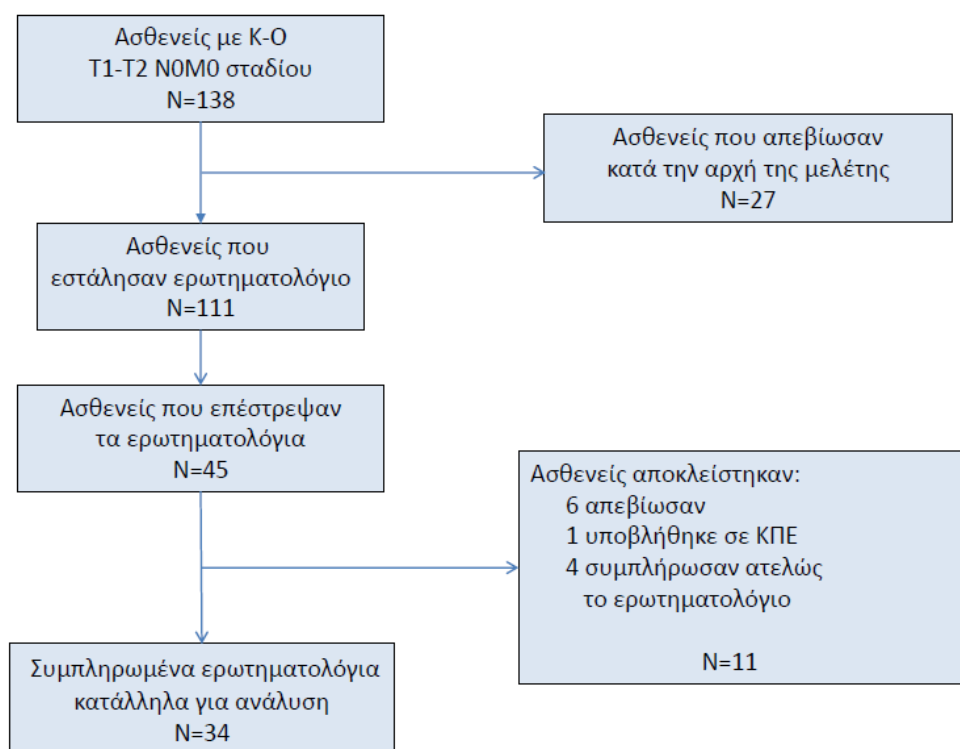 Ασθενείς με Κ-Ο
Τ1-Τ2 Ν0Μ0 σταδίου
Ν=138
Ασθενείς που απεβίωσαν
κατά την αρχή της μελέτης
Ν=27
Ασθενείς που
εστάλησαν ερωτηματολόγιο
Ν=111
Ασθενείς που επέστρεψαν
τα ερωτηματολόγια
Ν=45
Ασθενείς αποκλείστηκαν:
6 απεβίωσαν
1 υποβλήθηκε σε ΚΠΕ
4 συμπλήρωσαν ατελώς
το ερωτηματολόγιο
Ν=11
Συμπληρωμένα ερωτηματολόγια
κατάλληλα για ανάλυση
Ν=34